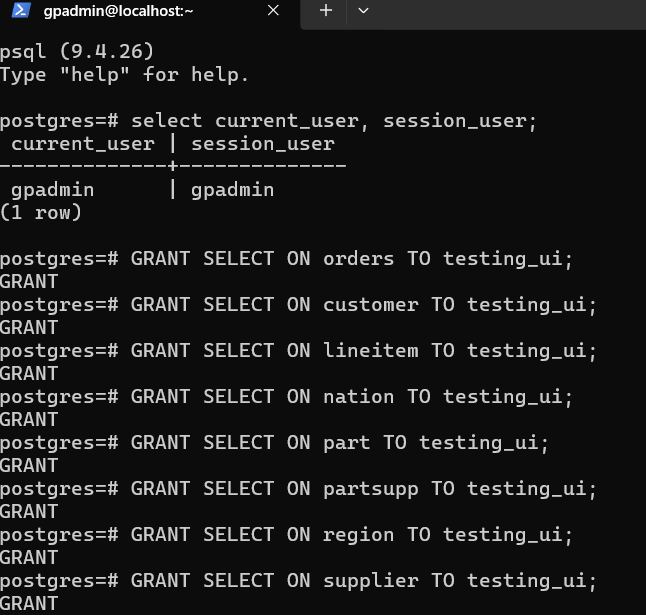 gpadmin@localhost:~
psql (9.4.26)
Type "help" for help.
postgres=# select current_user, session_user;
 current_user | session_user
--------------+--------------
 gpadmin      | gpadmin
(1 row)
postgres=# GRANT SELECT ON orders TO testing_ui;
GRANT
postgres=# GRANT SELECT ON customer TO testing_ui;
GRANT
postgres=# GRANT SELECT ON lineitem TO testing_ui;
GRANT
postgres=# GRANT SELECT ON nation TO testing_ui;
GRANT
postgres=# GRANT SELECT ON part TO testing_ui;
GRANT
postgres=# GRANT SELECT ON partsupp TO testing_ui;
GRANT
postgres=# GRANT SELECT ON region TO testing_ui;
GRANT
postgres=# GRANT SELECT ON supplier TO testing_ui;
GRANT